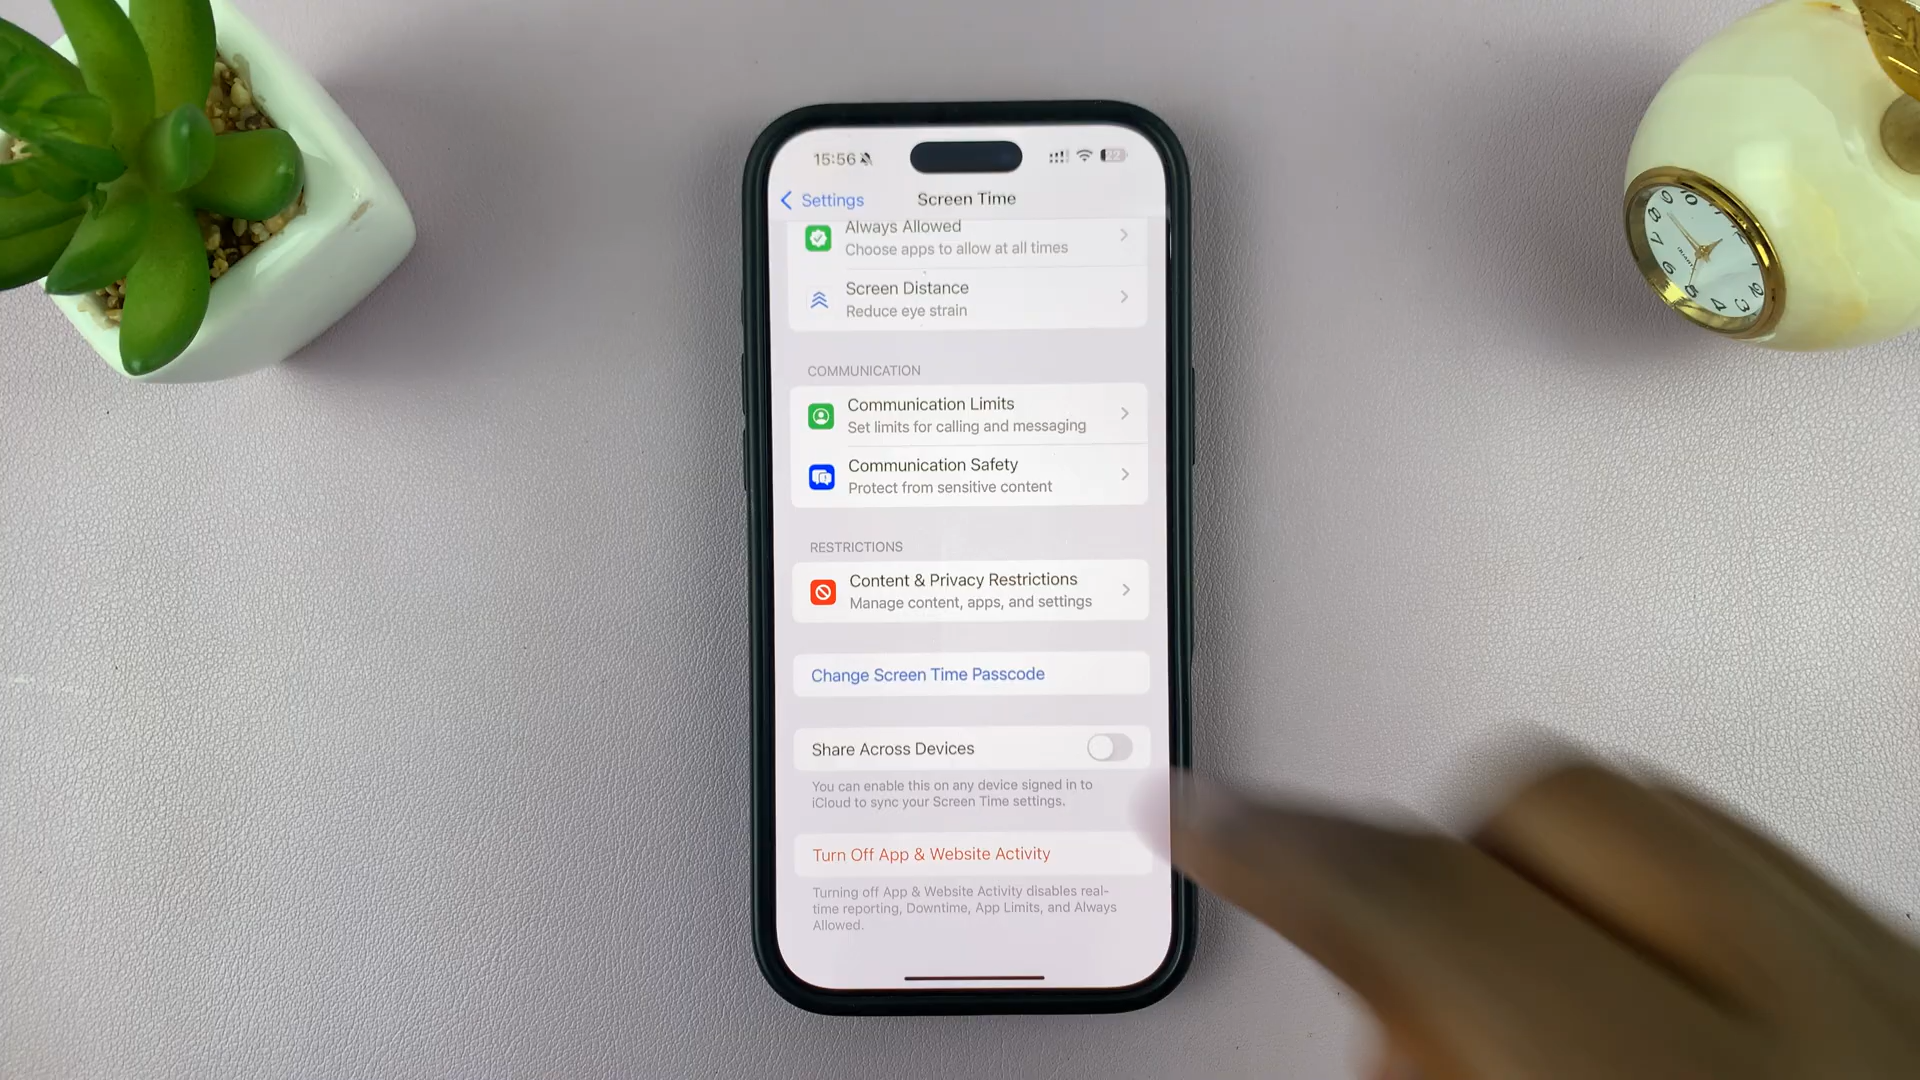 15:56
22
Settings
Screen Time
Always Allowed
Choose apps to allow at all times
Screen Distance
Reduce eye strain
COMMUNICATION
Communication Limits
Set limits for calling and messaging
Communication Safety
Protect from sensitive content
RESTRICTIONS
Content & Privacy Restrictions
Manage content, apps, and settings
Change Screen Time Passcode
Share Across Devices
You can enable this on any device signed in to
iCloud to sync your Screen Time settings.
Turn Off App & Website Activity
Turning off App & Website Activity disables real-
time reporting, Downtime, App Limits, and Always
Allowed.